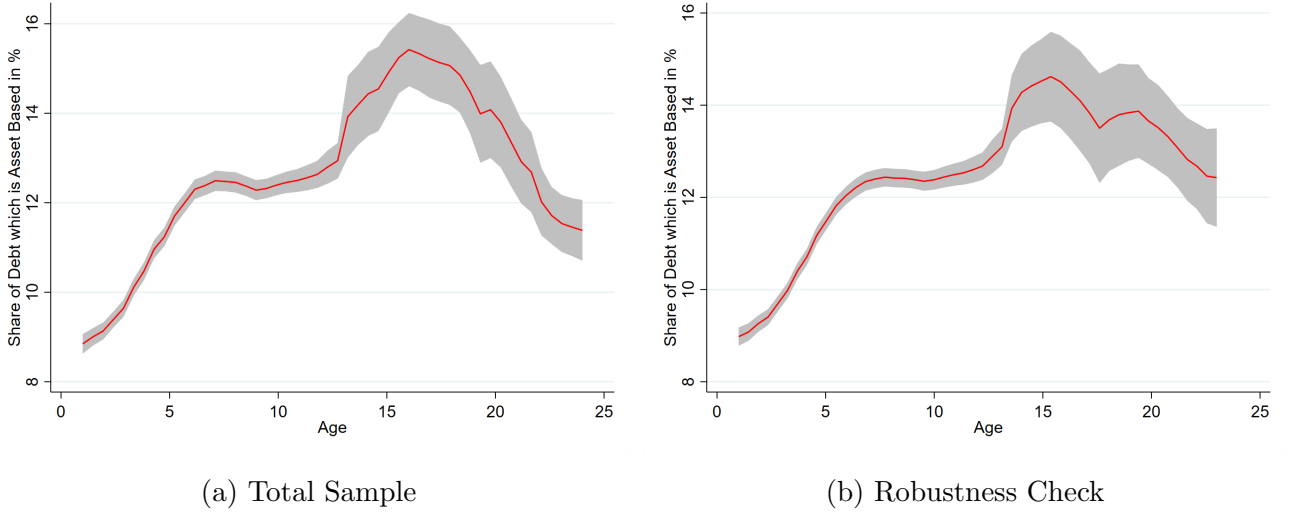 Share of Debt which is Asset Based in %
16
14
12
10
8
0 5 10 15 20 25
Age
(a) Total Sample
Share of Debt which is Asset Based in %
16
14
12
10
8
0 5 10 15 20 25
Age
(b) Robustness Check